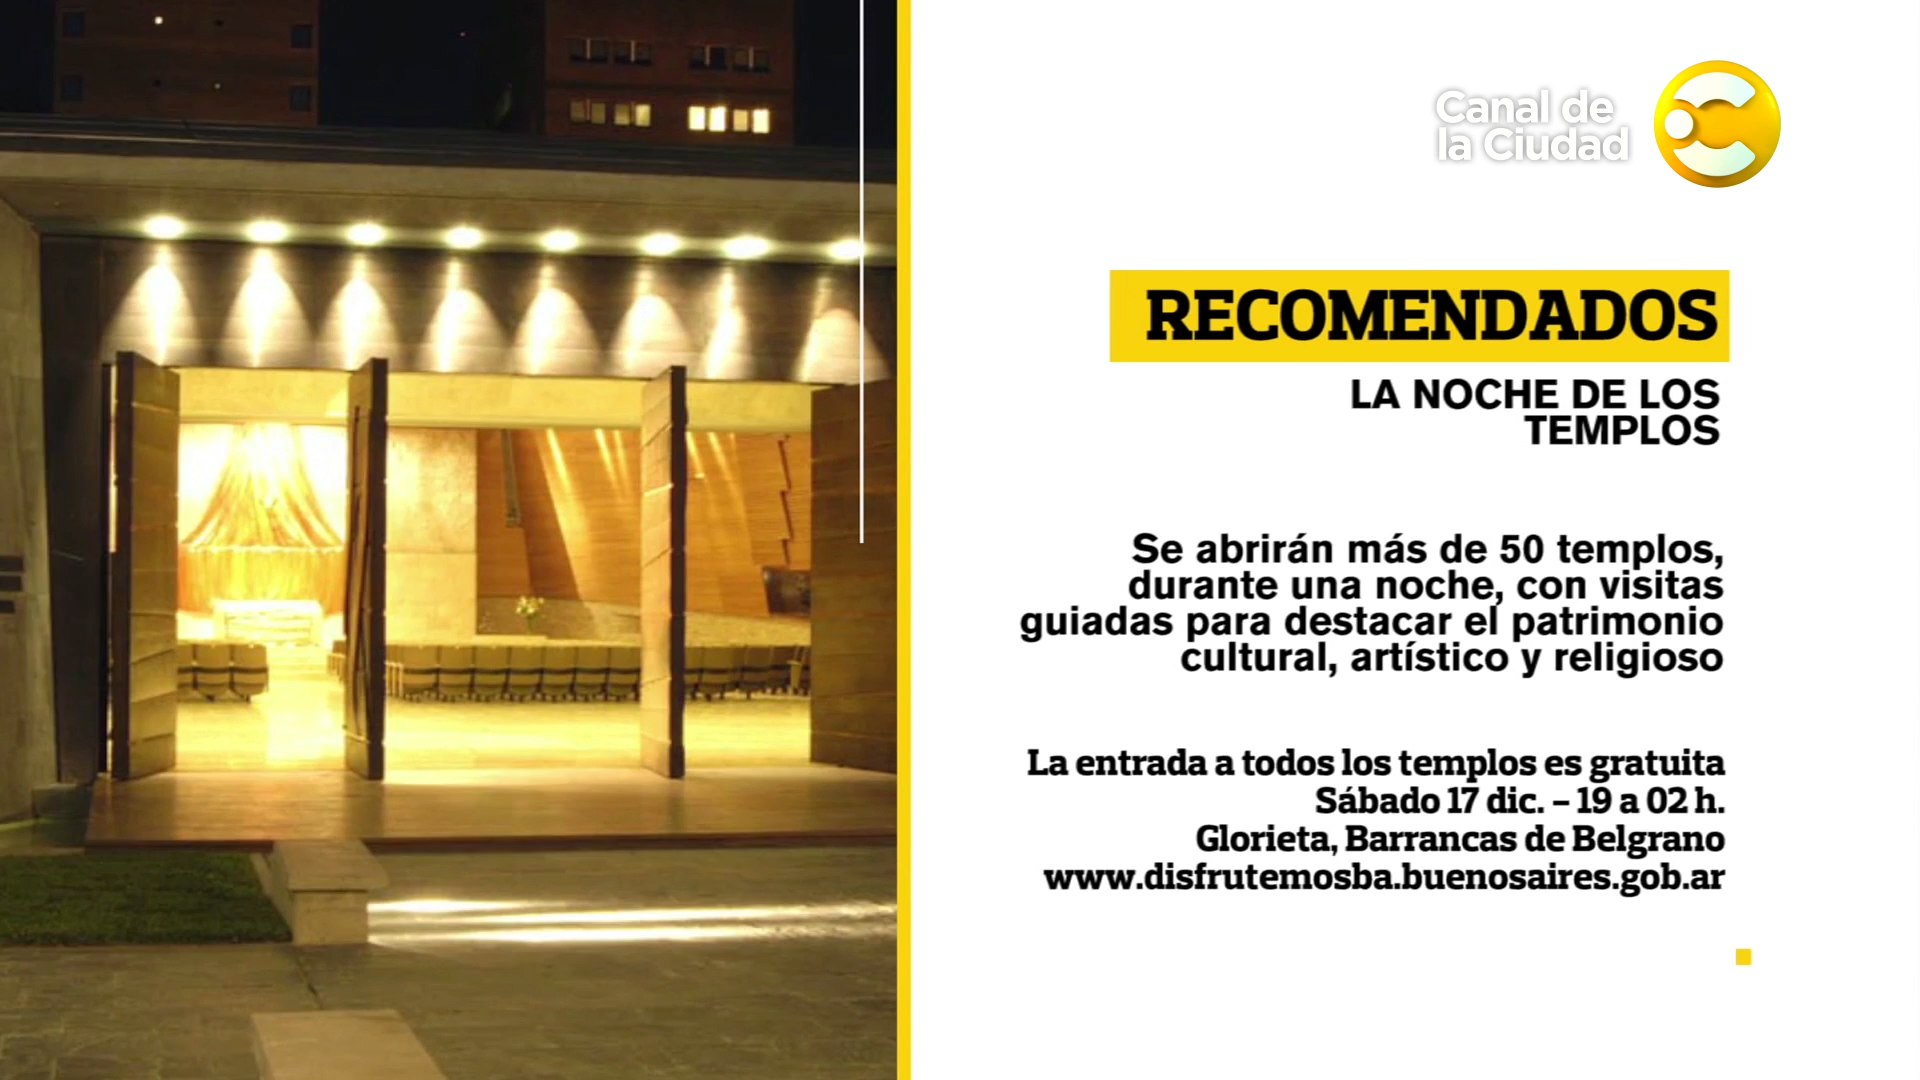 Canal de
la Ciudad
RECOMENDADOS
LA NOCHE DE LOS
TEMPLOS
Se abrirán más de 50 templos,
durante una noche, con visitas
guiadas para destacar el patrimonio
cultural, artístico y religioso
La entrada a todos los templos es gratuita
Sábado 17 dic. – 19 a 02 h.
Glorieta, Barrancas de Belgrano
www.disfrutemosba.buenosaires.gob.ar